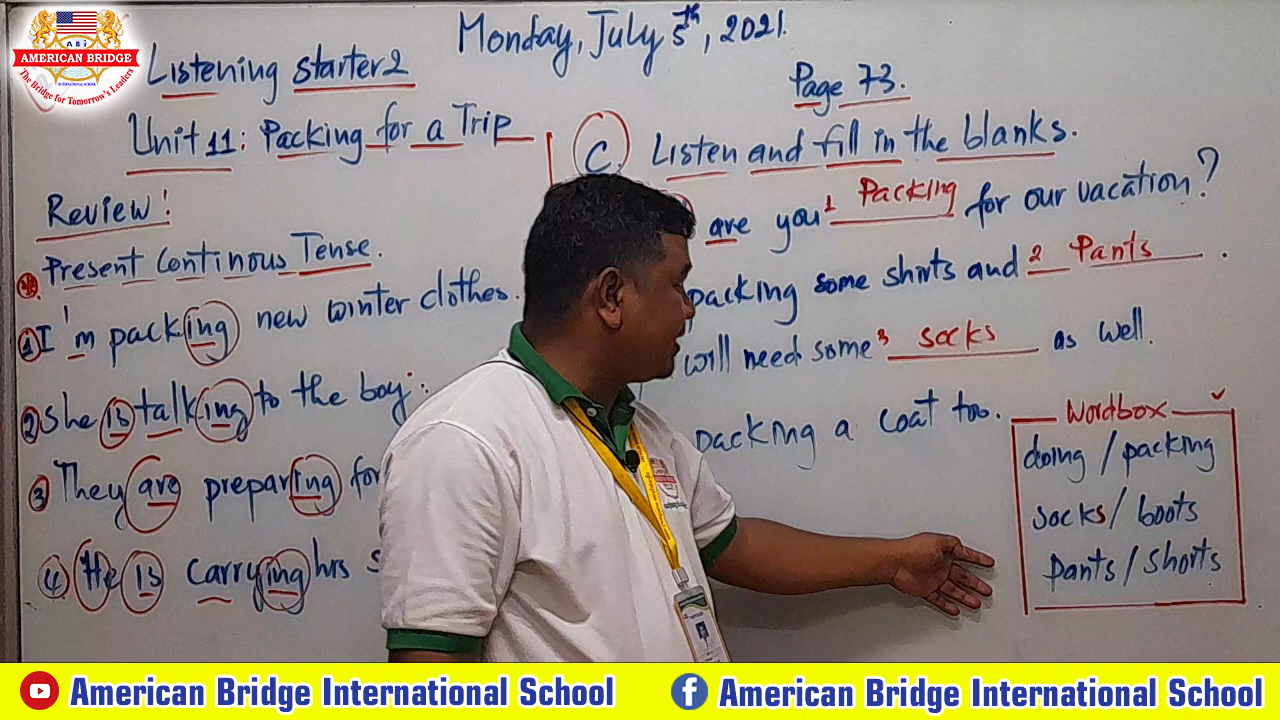 A B i
AMERICAN BRIDGE
INTERNATIONAL SCHOOL
The Bridge for Tomorrow's Leaders
Monday, July 5th, 2021.
Listening starter 2
Page 73.
Unit 11: Packing for a Trip
C. Listen and fill in the blanks.
Review:
are you 1 Packing for our vacation?
* Present Continous Tense.
packing some shirts and 2 Pants.
1 I'm packing new winter clothes.
will need some 3 socks as well.
2 She is talking to the boy.
packing a coat too.
Wordbox
doing / packing
3 They are preparing for
socks / boots
4 He is carrying his s
pants / shorts
American Bridge International School
American Bridge International School